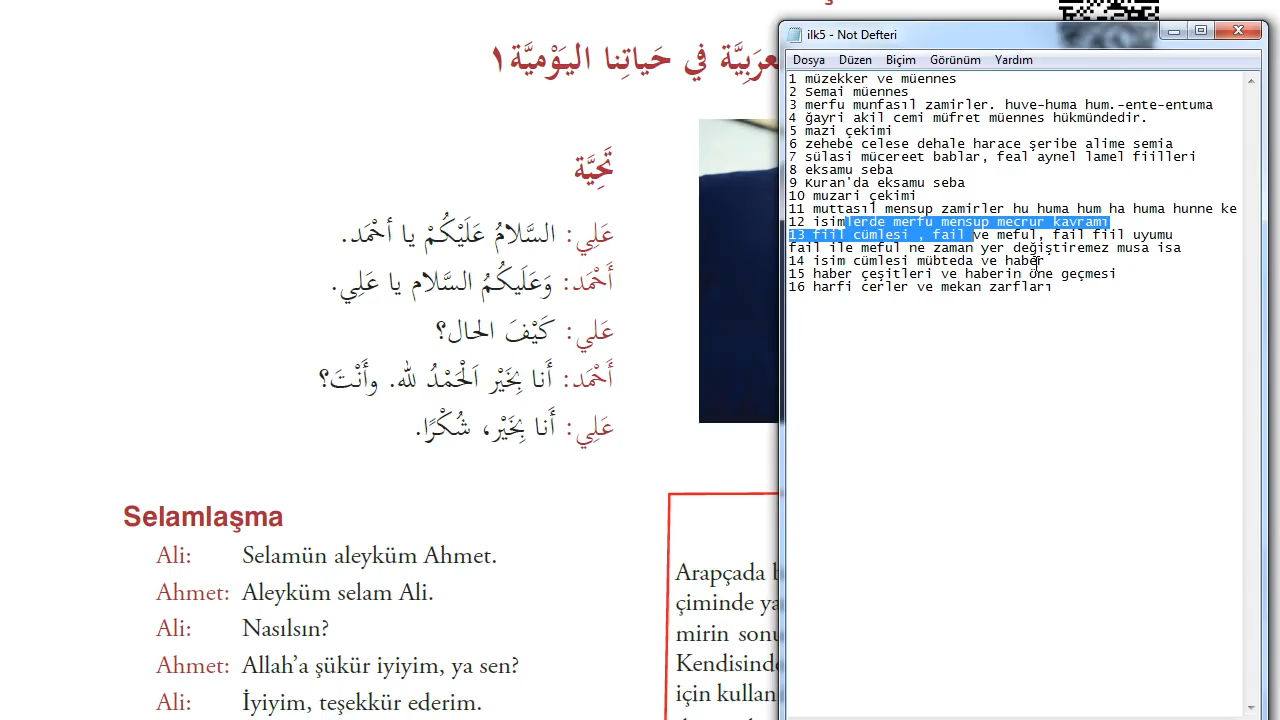 عَرَبِيَّة في حَياتِنا اليَوْميَّة ١
تَحِيَّة
عَلي: السَّلامُ عَلَيْكُمْ يا أحْمَد.
أَحْمَد: وَعَلَيكُمُ السَّلام يا عَلي.
عَلي: كَيْفَ الحال؟
أَحْمَد: أَنا بِخَيْر اَلْحَمْدُ لله. وأَنْتَ؟
عَلي: أَنا بِخَيْر، شُكْرًا.
Selamlaşma
Ali: Selamün aleyküm Ahmet.
Ahmet: Aleyküm selam Ali.
Ali: Nasılsın?
Ahmet: Allah'a şükür iyiyim, ya sen?
Ali: İyiyim, teşekkür ederim.
Arapçada
çiminde
mirin
Kendisinde
için
ilk5 - Not Defteri
Dosya Düzen Biçim Görünüm Yardım
1 müzekker ve müennes
2 Semai müennes
3 merfu munfasıl zamirler. huve-huma hum.-ente-entuma
4 ğayri akil cemi müfret müennes hükmündedir.
5 mazi çekimi
6 zehebe celese dehale harace şeribe alime semia
7 sülasi mücereet bablar, feal aynel lamel fiilleri
8 eksamu seba
9 Kuran'da eksamu seba
10 muzari çekimi
11 muttasıl mensup zamirler hu huma hum ha huma hunne ke
12 isimlerde merfu mensup mecrur kavramı
13 fiil cümlesi , fail ve meful, fail fiil uyumu
fail ile meful ne zaman yer değiştiremez musa isa
14 isim cümlesi mübteda ve haber
15 haber çeşitleri ve haberin öne geçmesi
16 harfi cerler ve mekan zarfları